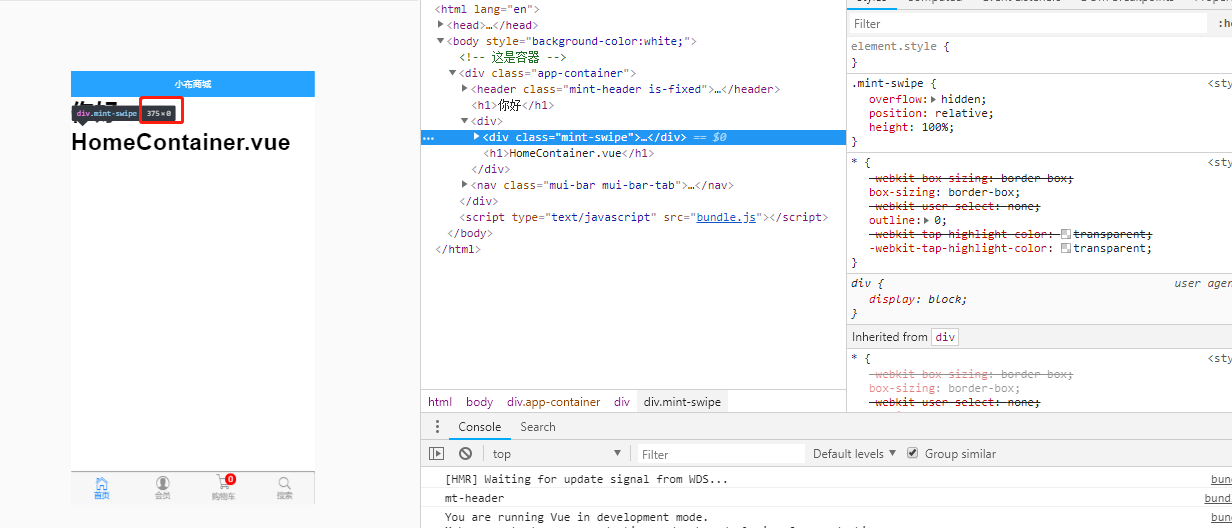 小布商城
div.mint-swipe 375×0
HomeContainer.vue
首页
会员
0
购物车
搜索
<html lang="en">
<head>…</head>
<body style="background-color:white;">
<!-- 这是容器 -->
<div class="app-container">
<header class="mint-header is-fixed">…</header>
<h1>你好</h1>
<div>
<div class="mint-swipe">…</div> == $0
<h1>HomeContainer.vue</h1>
</div>
<nav class="mui-bar mui-bar-tab">…</nav>
</div>
<script type="text/javascript" src="bundle.js"></script>
</body>
</html>
html body div.app-container div div.mint-swipe
Filter :h
element.style {
}
.mint-swipe { <sty
overflow: hidden;
position: relative;
height: 100%;
}
* { <sty
-webkit-box-sizing: border-box;
box-sizing: border-box;
-webkit-user-select: none;
outline: 0;
-webkit-tap-highlight-color: transparent;
-webkit-tap-highlight-color: transparent;
}
div { user agen
display: block;
}
Inherited from div
* { <sty
-webkit-box-sizing: border-box;
box-sizing: border-box;
-webkit-user-select: none;
Console Search
top Filter Default levels Group similar
[HMR] Waiting for update signal from WDS... bun
mt-header bund
You are running Vue in development mode. bun